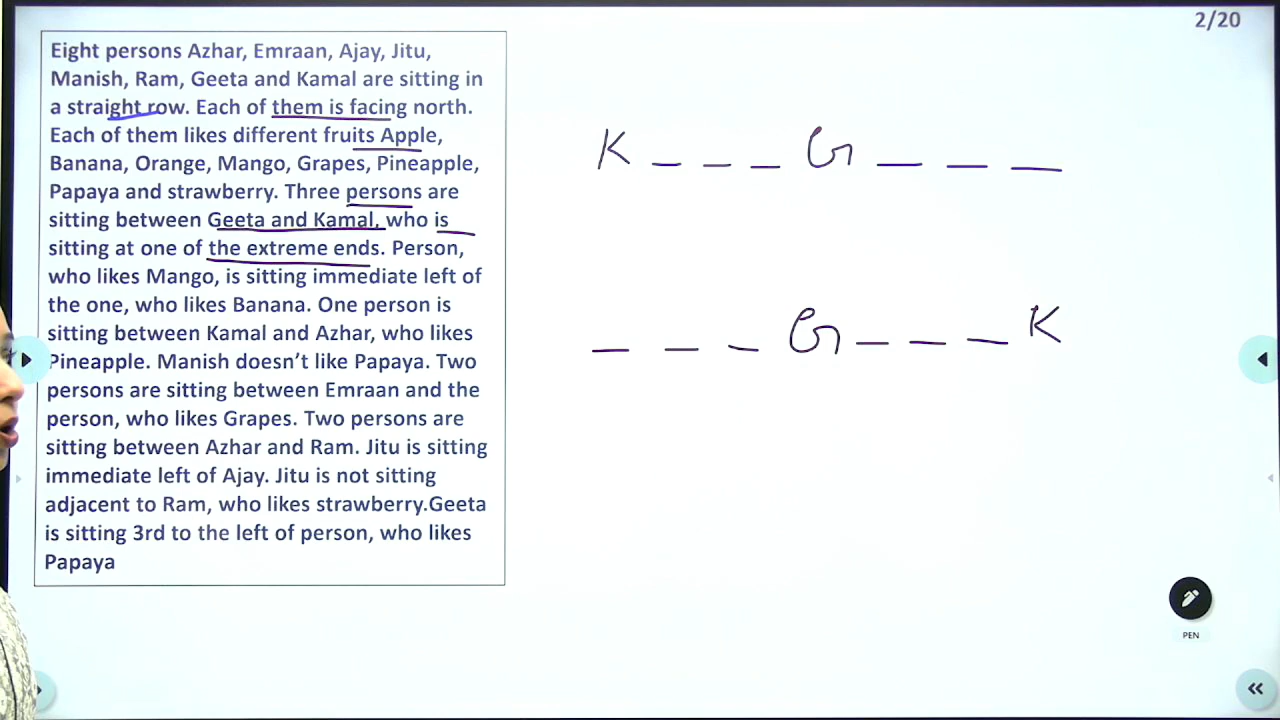 2/20
Eight persons Azhar, Emraan, Ajay, Jitu,
Manish, Ram, Geeta and Kamal are sitting in
a straight row. Each of them is facing north.
Each of them likes different fruits Apple,
Banana, Orange, Mango, Grapes, Pineapple,
Papaya and strawberry. Three persons are
sitting between Geeta and Kamal, who is
sitting at one of the extreme ends. Person,
who likes Mango, is sitting immediate left of
the one, who likes Banana. One person is
sitting between Kamal and Azhar, who likes
Pineapple. Manish doesn’t like Papaya. Two
persons are sitting between Emraan and the
person, who likes Grapes. Two persons are
sitting between Azhar and Ram. Jitu is sitting
immediate left of Ajay. Jitu is not sitting
adjacent to Ram, who likes strawberry.Geeta
is sitting 3rd to the left of person, who likes
Papaya
K _ _ _ G _ _ _
_ _ _ G _ _ _ K
PEN